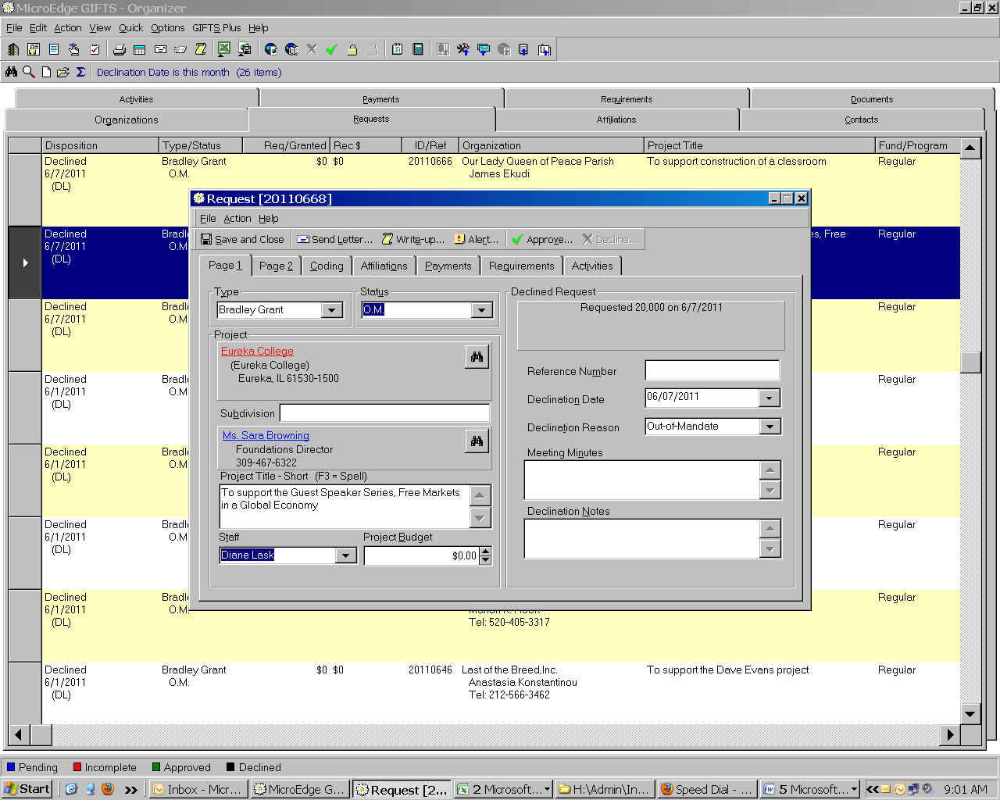 MicroEdge GIFTS - Organizer
File Edit Action View Quick Options GIFTS Plus Help
Declination Date is this month (26 items)
Activities Payments Requirements Documents
Organizations Requests Affiliations Contacts
Disposition Type/Status Req/Granted Rec $ ID/Ref Organization Project Title Fund/Program
Declined Bradley Grant $0 $0 20110666 Our Lady Queen of Peace Parish To support construction of a classroom Regular
6/7/2011 O.M. James Ekudi
(DL)
Request [20110668]
File Action Help
Save and Close Send Letter... Write-up... Alert... Approve... Decline...
Page 1 Page 2 Coding Affiliations Payments Requirements Activities
Type
Bradley Grant
Status
O.M.
Project
Eureka College
(Eureka College)
Eureka, IL 61530-1500
Subdivision
Ms. Sara Browning
Foundations Director
309-467-6322
Project Title - Short (F3 = Spell)
To support the Guest Speaker Series, Free Markets
in a Global Economy
Staff
Diane Lask
Project Budget
$0.00
Declined Request
Requested 20,000 on 6/7/2011
Reference Number
Declination Date 06/07/2011
Declination Reason Out-of-Mandate
Meeting Minutes
Declination Notes
Declined Bradl es, Free Regular
6/7/2011 O.M
(DL)
Declined Bradl Regular
6/7/2011 O.M
(DL)
Declined Bradl Regular
6/1/2011 O.M
(DL)
Declined Bradl Regular
6/1/2011 O.M
(DL)
Declined Bradl Regular
6/1/2011 O.M
(DL)
Declined Bradl Regular
6/1/2011 O.M.
(DL) Tel: 520-405-3317
Declined Bradley Grant $0 $0 20110646 Last of the Breed,Inc. To support the Dave Evans project Regular
6/1/2011 O.M. Anastasia Konstantinou
(DL) Tel: 212-566-3462
Pending Incomplete Approved Declined
Start Inbox - Micr... MicroEdge G... Request [2... 2 Microsoft... H:\Admin\In... Speed Dial - ... 5 Microsoft... 9:01 AM